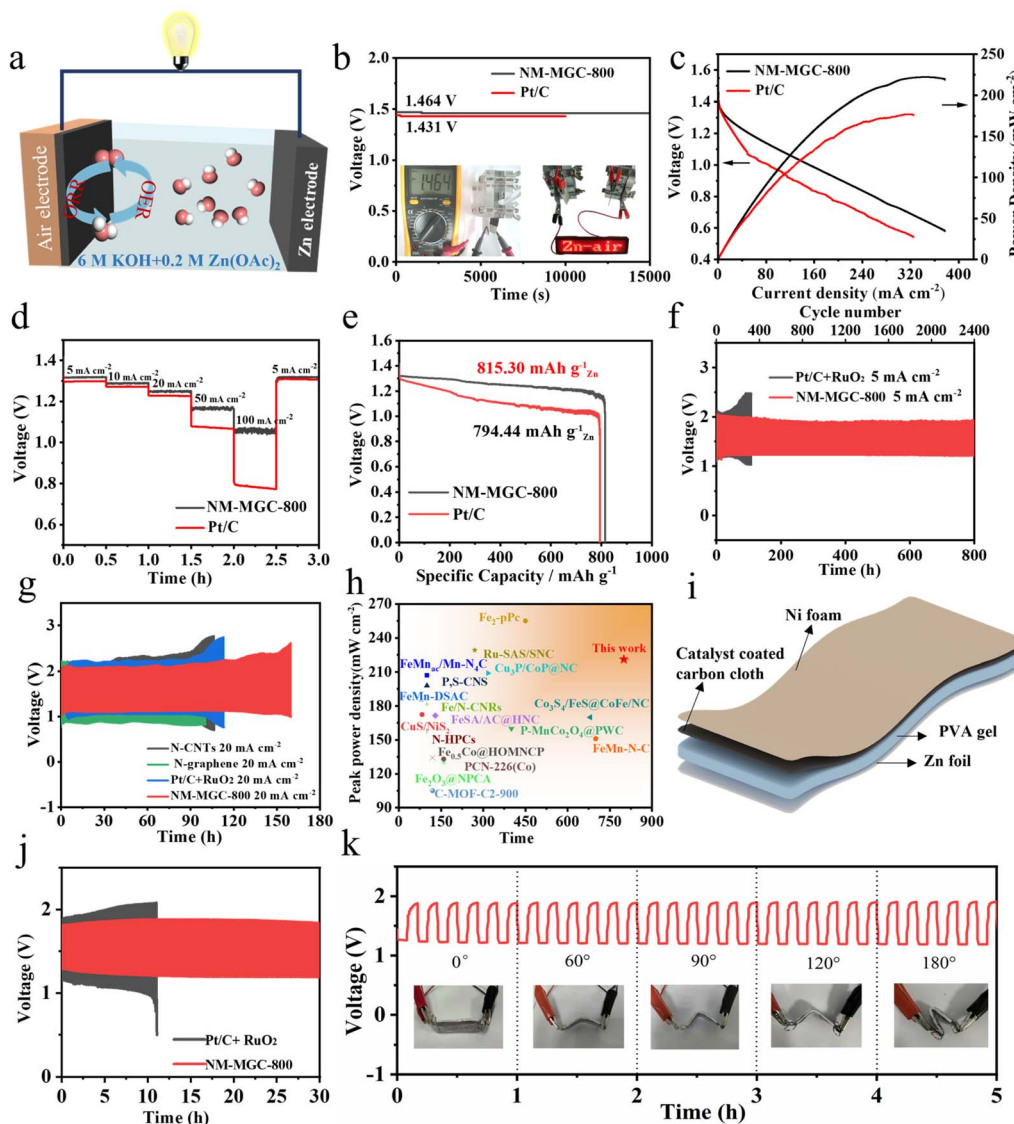 a
Air electrode
ORR
OER
Zn electrode
6 M KOH+0.2 M Zn(OAc)2
b
NM-MGC-800
Pt/C
1.464 V
1.431 V
1464
Zn-air
2.0
1.5
1.0
0.5
0.0
0
5000
10000
15000
Voltage (V)
Time (s)
c
NM-MGC-800
Pt/C
1.6
1.4
1.2
1.0
0.8
0.6
0.4
250
200
150
100
50
0
0
80
160
240
320
400
Voltage (V)
Current density (mA cm-2)
d
5 mA cm-2
10 mA cm-2
20 mA cm-2
50 mA cm-2
100 mA cm-2
5 mA cm-2
NM-MGC-800
Pt/C
1.4
1.2
1.0
0.8
0.6
0.0
0.5
1.0
1.5
2.0
2.5
3.0
Voltage (V)
Time (h)
e
815.30 mAh g-1Zn
794.44 mAh g-1Zn
NM-MGC-800
Pt/C
1.6
1.4
1.2
1.0
0.8
0.6
0.4
0.2
0.0
0
200
400
600
800
1000
Voltage (V)
Specific Capacity / mAh g-1
f
Cycle number
0
400
800
1200
1600
2000
2400
Pt/C+RuO2 5 mA cm-2
NM-MGC-800 5 mA cm-2
3
2
1
0
0
200
400
600
800
Voltage (V)
Time (h)
g
N-CNTs 20 mA cm-2
N-graphene 20 mA cm-2
Pt/C+RuO2 20 mA cm-2
NM-MGC-800 20 mA cm-2
3
2
1
0
-1
0
30
60
90
120
150
180
Voltage (V)
Time (h)
h
Fe2-pPc
Ru-SAS/SNC
This work
FeMnac/Mn-N4C
Cu3P/CoP@NC
P,S-CNS
FeMn-DSAC
Fe/N-CNRs
Co3S4/FeS@CoFe/NC
FeSA/AC@HNC
CuS/NiS2
P-MnCo2O4@PWC
N-HPCs
FeMn-N-C
Fe0.5Co@HOMNCP
PCN-226(Co)
Fe2O3@NPCA
C-MOF-C2-900
270
240
210
180
150
120
90
0
150
300
450
600
750
900
Peak power density(mW cm-2)
Time
i
Ni foam
Catalyst coated
carbon cloth
PVA gel
Zn foil
j
Pt/C+ RuO2
NM-MGC-800
3
2
1
0
0
5
10
15
20
25
30
Voltage (V)
Time (h)
k
0°
60°
90°
120°
180°
2
1
0
-1
0
1
2
3
4
5
Voltage (V)
Time (h)